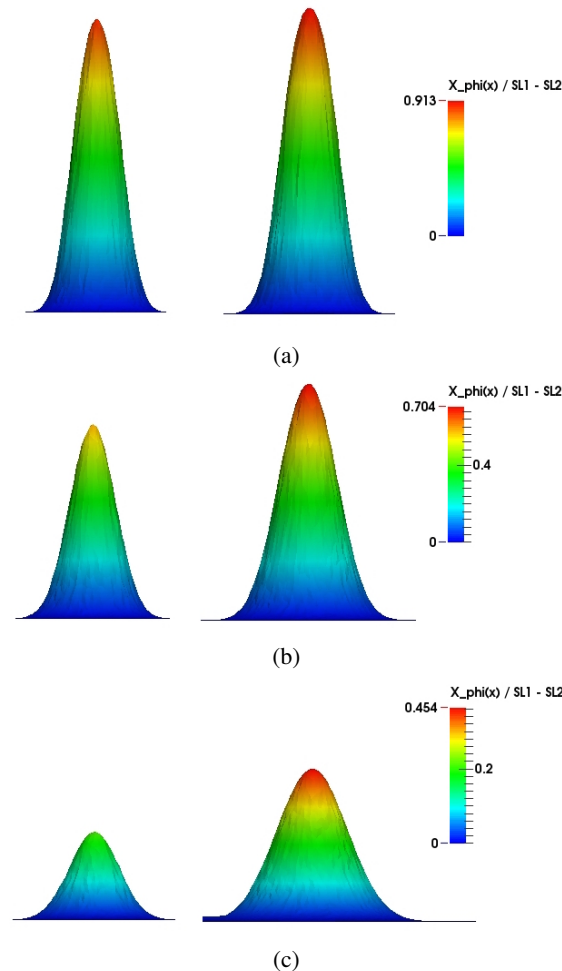 X_phi(x) / SL1 - SL2
0.913
0
(a)
X_phi(x) / SL1 - SL2
0.704
0.4
0
(b)
X_phi(x) / SL1 - SL2
0.454
0.2
0
(c)